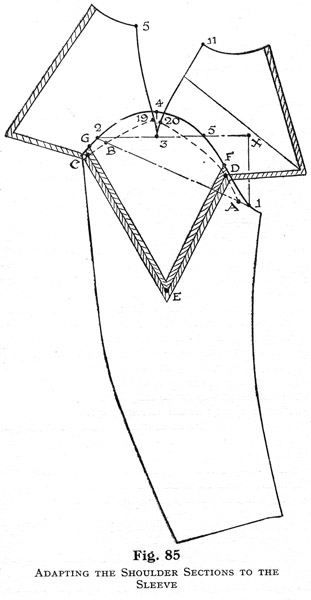 5
11
4
19
20
2
G
3
5
X
B
C
F
D
A
1
E
Fig. 85
ADAPTING THE SHOULDER SECTIONS TO THE
SLEEVE